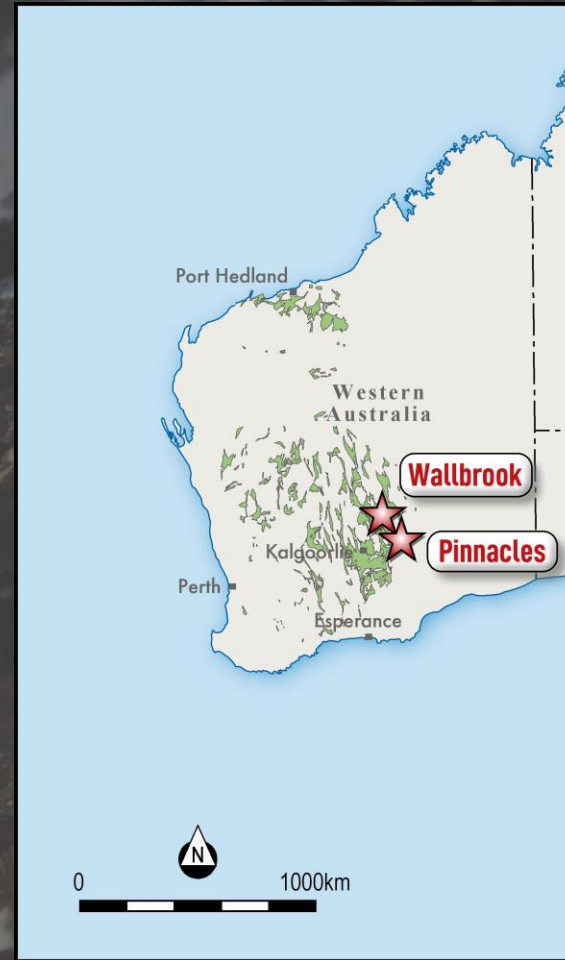 Port Hedland
Western
Australia
Wallbrook
Kalgoorlie
Pinnacles
Perth
Esperance
N
0 1000km